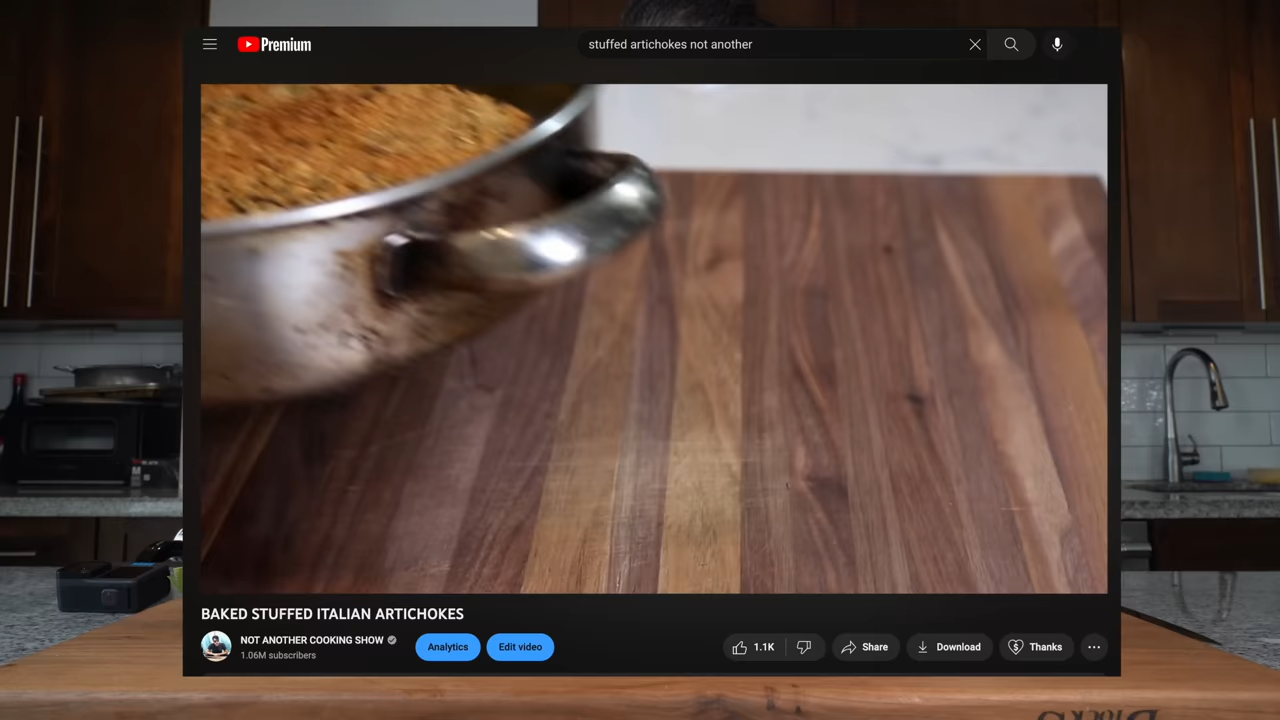 Premium
stuffed artichokes not another
BAKED STUFFED ITALIAN ARTICHOKES
NOT ANOTHER COOKING SHOW
1.06M subscribers
Analytics
Edit video
1.1K
Share
Download
Thanks